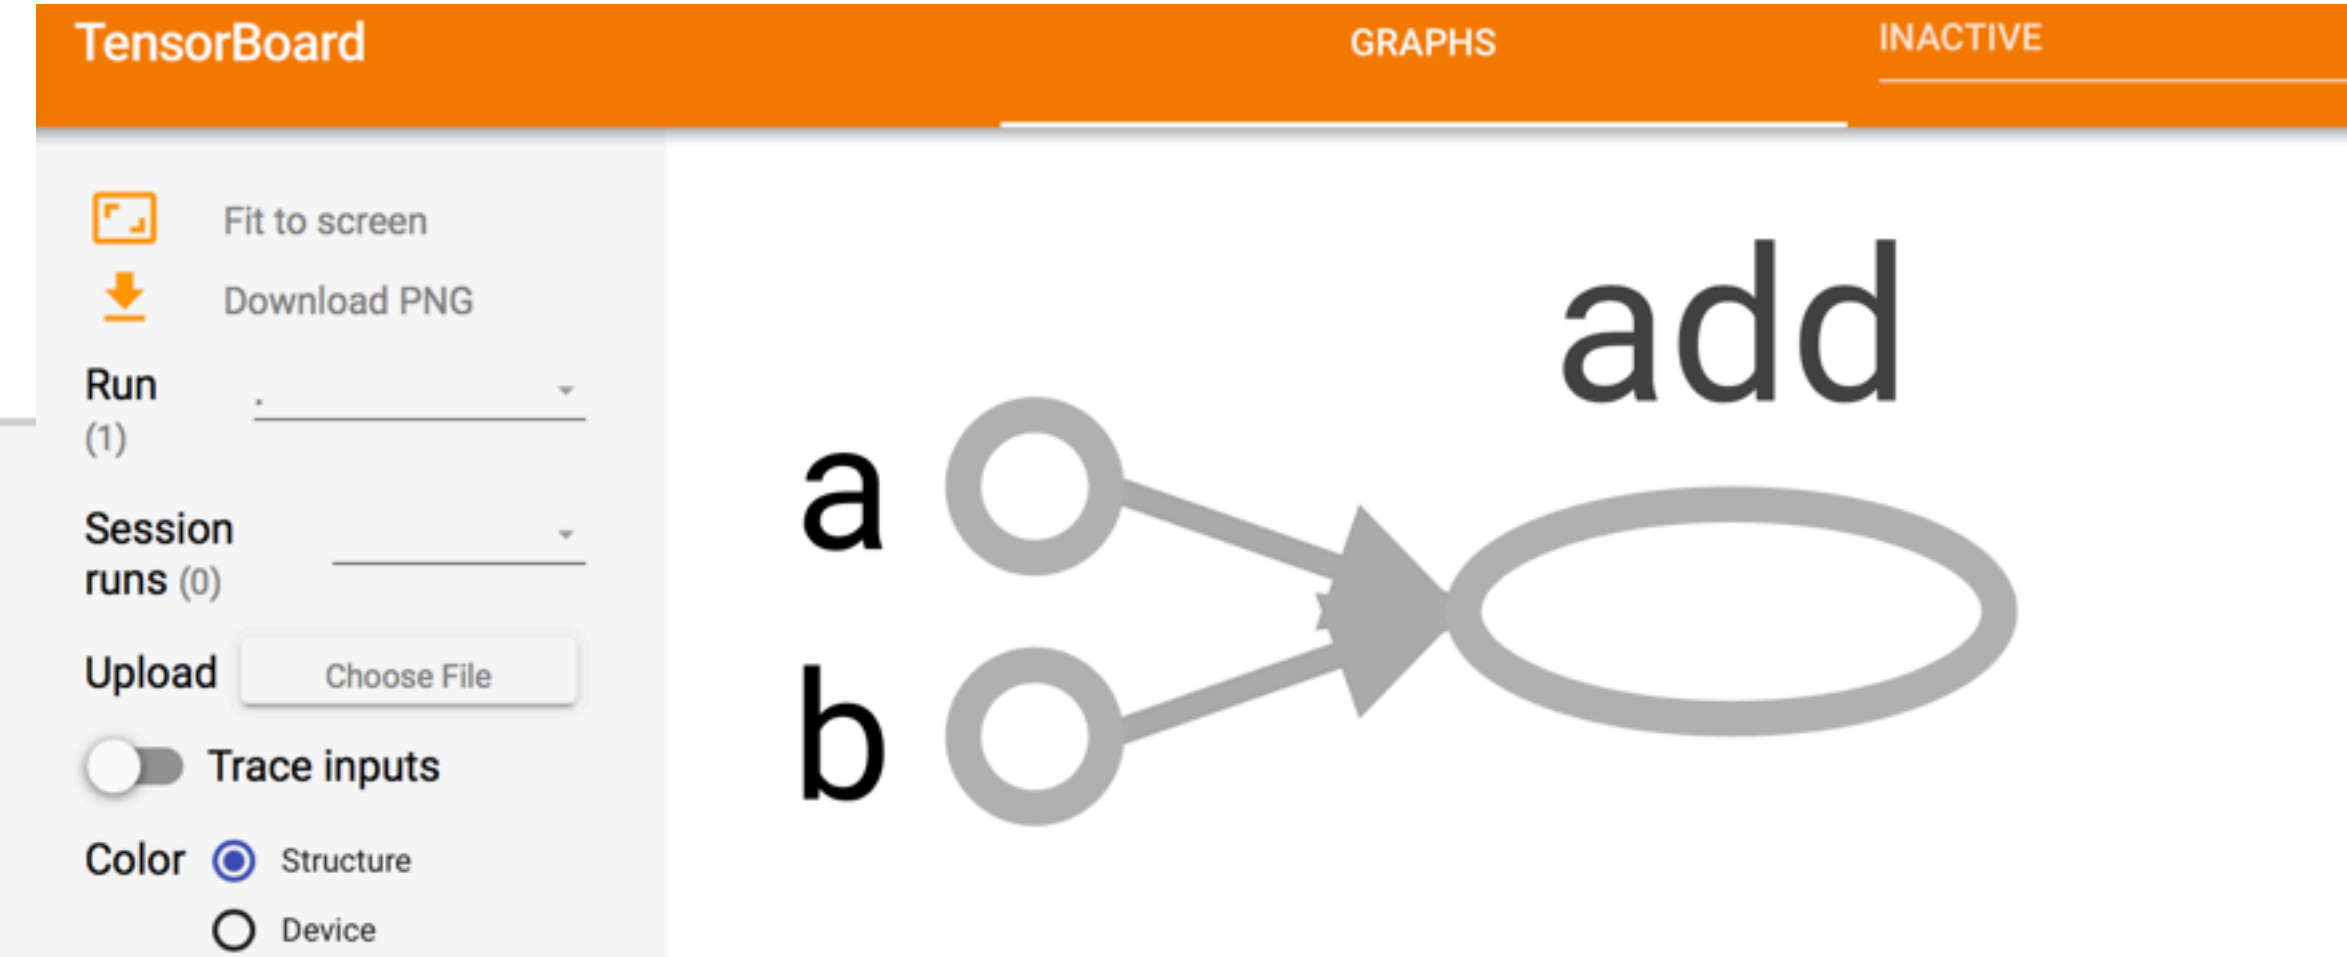 TensorBoard
GRAPHS
INACTIVE
Fit to screen
Download PNG
Run
(1)
.
Session
runs (0)
Upload
Choose File
Trace inputs
Color
Structure
Device
add
a
b